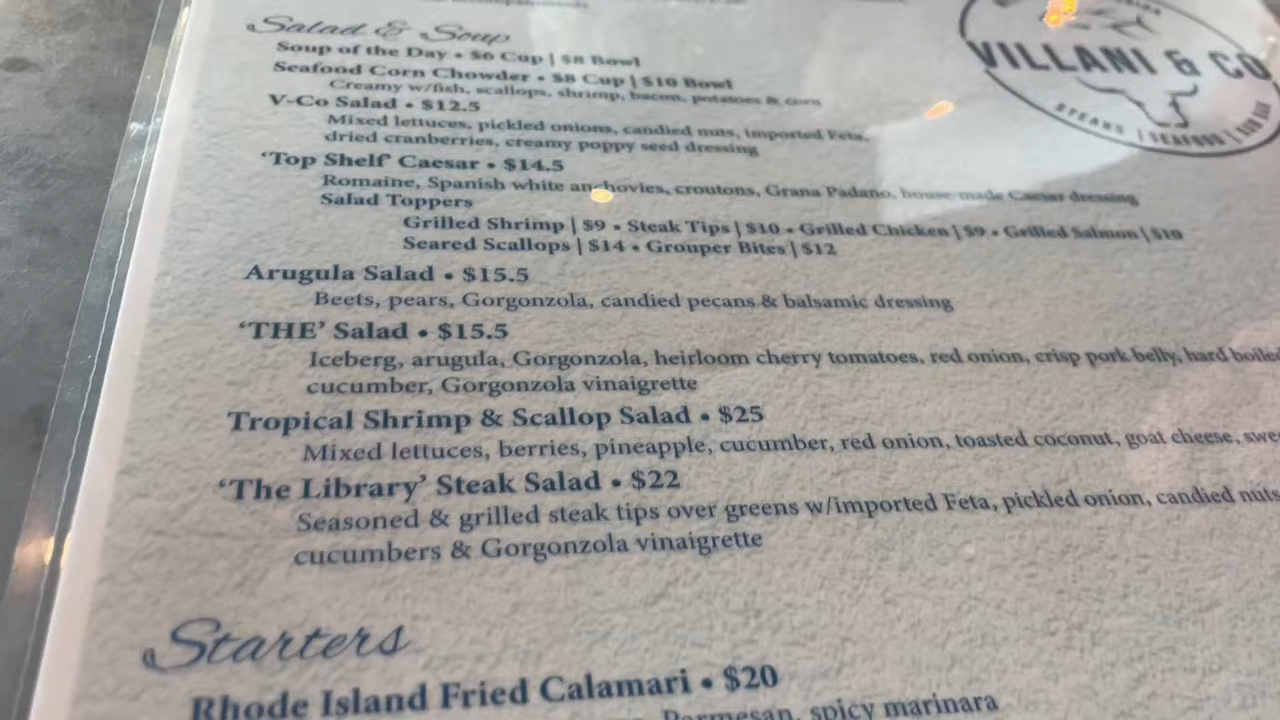 Salad & Soup
Soup of the Day • $6 Cup | $8 Bowl
Seafood Corn Chowder • $8 Cup | $10 Bowl
Creamy w/fish, scallops, shrimp, bacon, potatoes & corn
V-Co Salad • $12.5
Mixed lettuces, pickled onions, candied nuts, imported Feta,
dried cranberries, creamy poppy seed dressing
'Top Shelf' Caesar • $14.5
Romaine, Spanish white anchovies, croutons, Grana Padano, house-made Caesar dressing
Salad Toppers
Grilled Shrimp | $9 • Steak Tips | $10 • Grilled Chicken | $9 • Grilled Salmon | $10
Seared Scallops | $14 • Grouper Bites | $12
Arugula Salad • $15.5
Beets, pears, Gorgonzola, candied pecans & balsamic dressing
'THE' Salad • $15.5
Iceberg, arugula, Gorgonzola, heirloom cherry tomatoes, red onion, crisp pork belly, hard boiled
cucumber, Gorgonzola vinaigrette
Tropical Shrimp & Scallop Salad • $25
Mixed lettuces, berries, pineapple, cucumber, red onion, toasted coconut, goat cheese,
'The Library' Steak Salad • $22
Seasoned & grilled steak tips over greens w/imported Feta, pickled onion, candied nuts
cucumbers & Gorgonzola vinaigrette
Starters
Rhode Island Fried Calamari • $20
Parmesan, spicy marinara
VILLANI & CO
STEAKS | SEAFOOD | RAW BAR